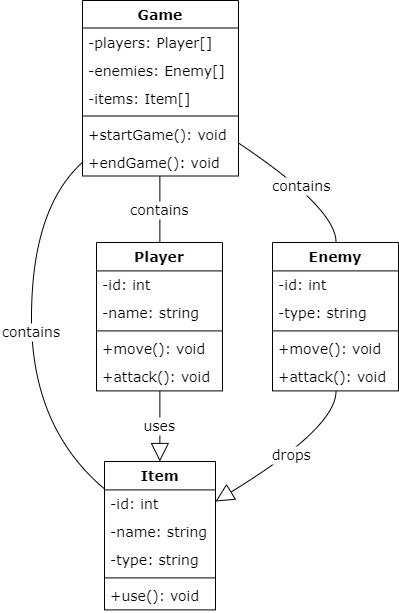 Game
-players: Player[]
-enemies: Enemy[]
-items: Item[]
+startGame(): void
+endGame(): void
contains
contains
contains
Player
-id: int
-name: string
+move(): void
+attack(): void
Enemy
-id: int
-type: string
+move(): void
+attack(): void
uses
drops
Item
-id: int
-name: string
-type: string
+use(): void